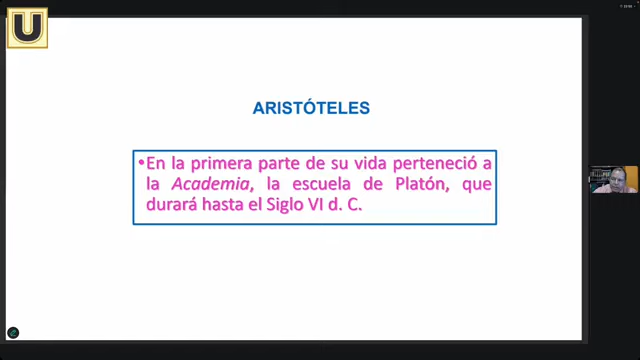 U
ARISTÓTELES
•En la primera parte de su vida perteneció a
la Academia, la escuela de Platón, que
durará hasta el Siglo VI d. C.